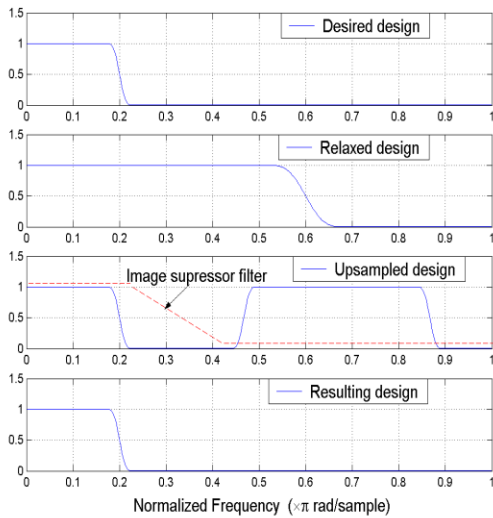 1.5
1
0.5
0
0 0.1 0.2 0.3 0.4 0.5 0.6 0.7 0.8 0.9 1
Desired design
1.5
1
0.5
0
0 0.1 0.2 0.3 0.4 0.5 0.6 0.7 0.8 0.9 1
Relaxed design
1.5
1
0.5
0
0 0.1 0.2 0.3 0.4 0.5 0.6 0.7 0.8 0.9 1
Image supressor filter
Upsampled design
1.5
1
0.5
0
0 0.1 0.2 0.3 0.4 0.5 0.6 0.7 0.8 0.9 1
Resulting design
Normalized Frequency (×π rad/sample)